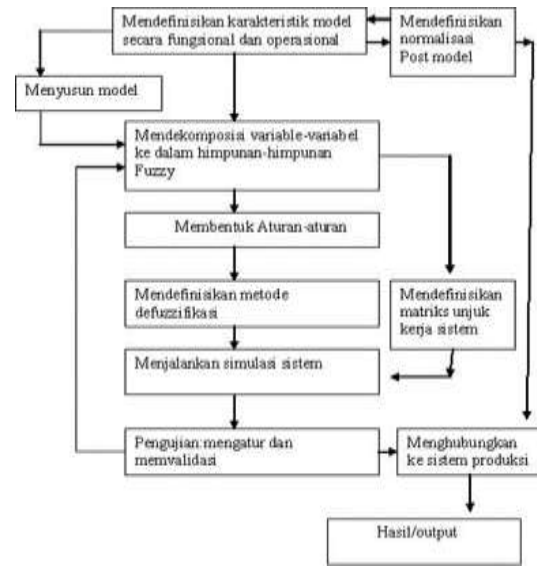 Mendefinisikan karakteristik model
secara fungsional dan operasional
Mendefinisikan
normalisasi
Post model
Menyusun model
Mendekomposisi variable-variabel
ke dalam himpunan-himpunan
Fuzzy
Membentuk Aturan-aturan
Mendefinisikan metode
defuzzifikasi
Mendefinisikan
matriks unjuk
kerja sistem
Menjalankan simulasi sistem
Pengujian:mengatur dan
memvalidasi
Menghubungkan
ke sistem produksi
Hasil/output